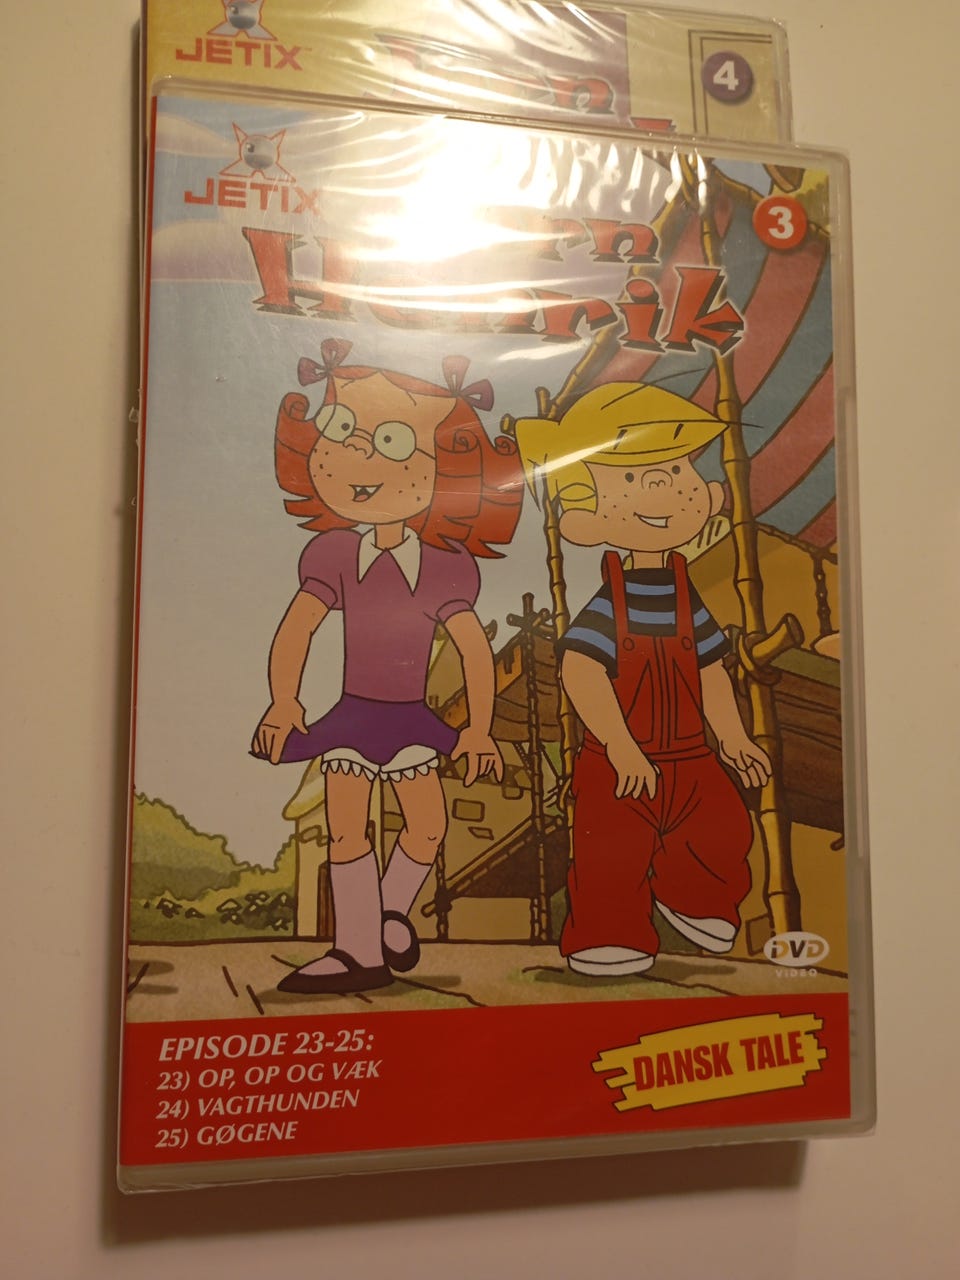 JETIX
4
JETIX
3
EPISODE 23-25:
23) OP, OP OG VÆK
24) VAGTHUNDEN
25) GØGENE
DANSK TALE
DVD
VIDEO